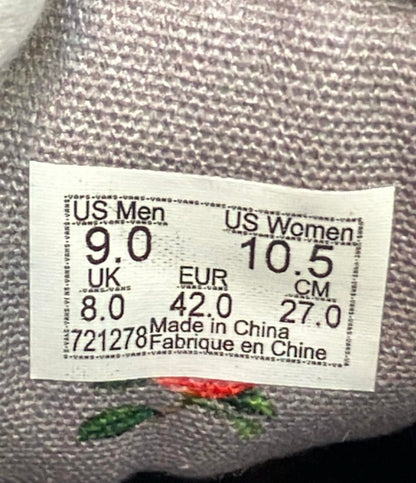 US Men US Women
9.0 10.5
UK EUR CM
8.0 42.0 27.0
721278 Made in China
Fabrique en Chine